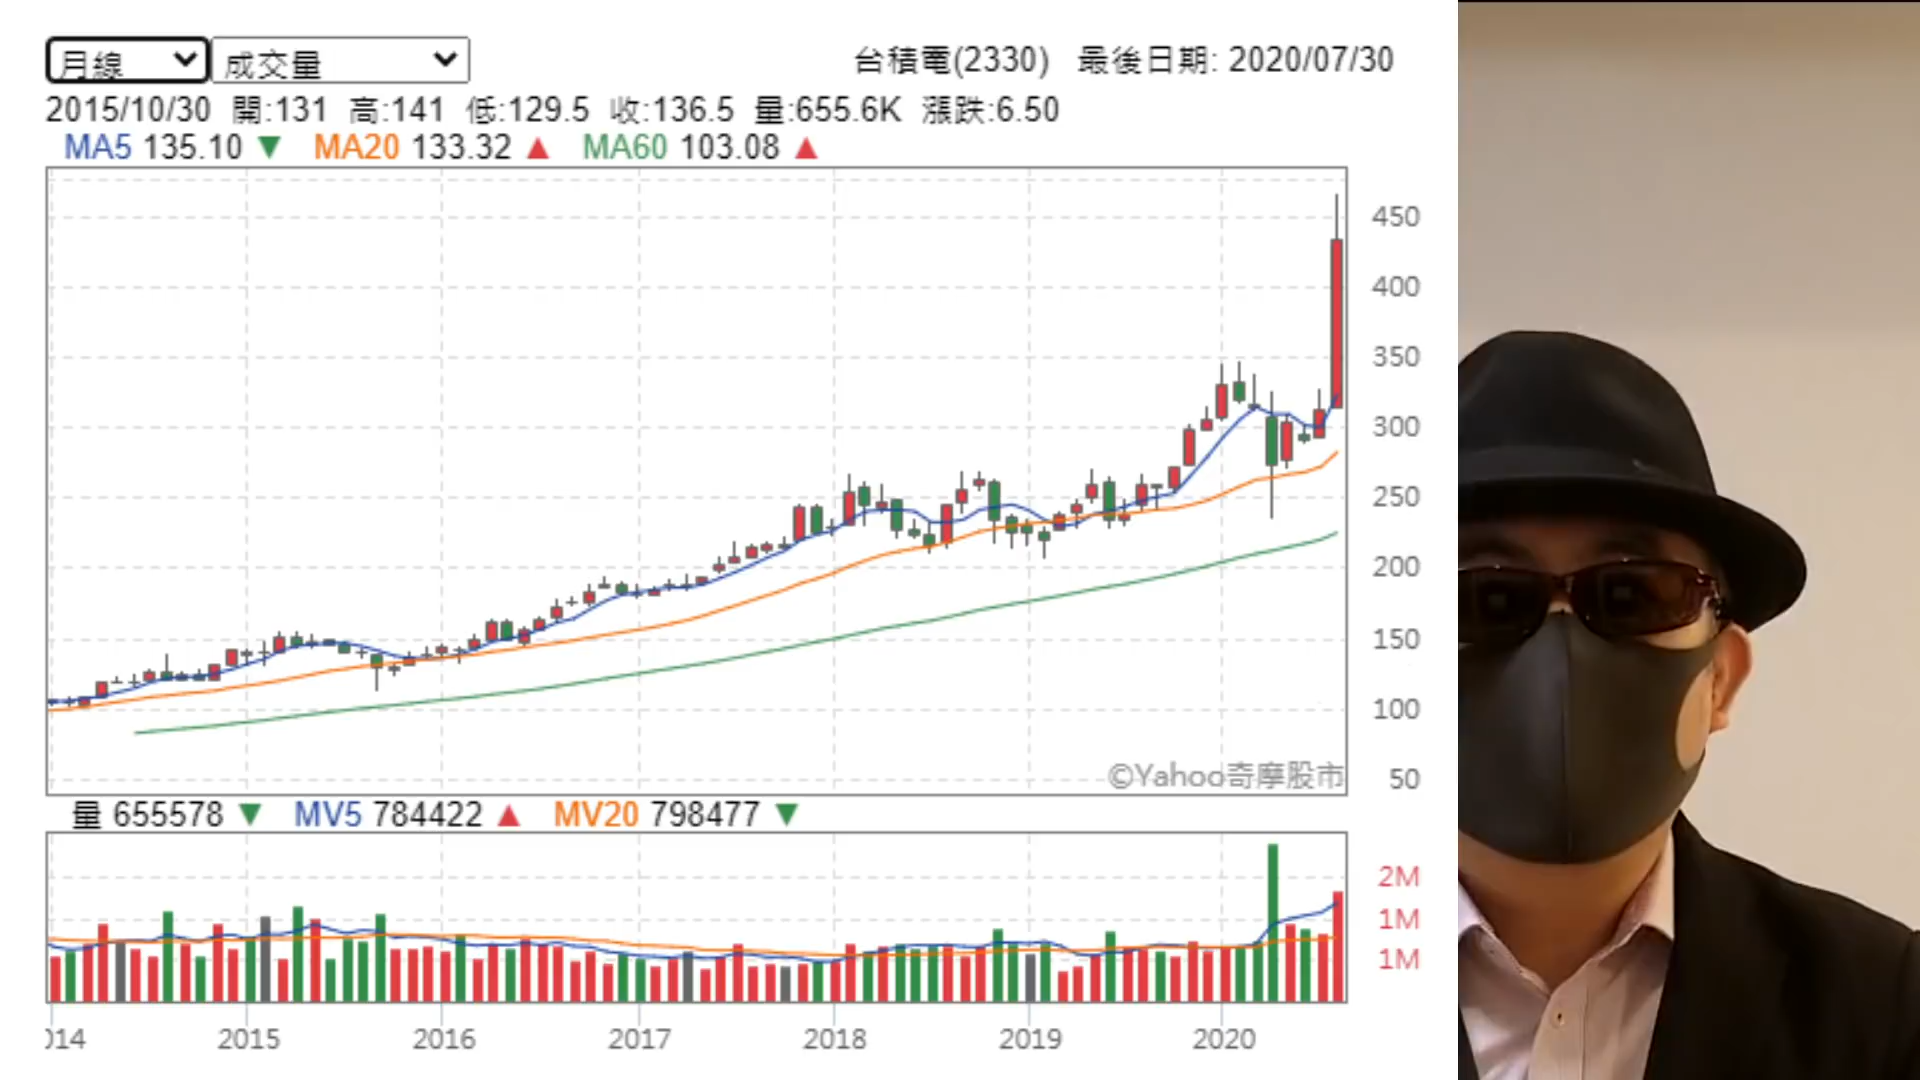 月線 成交量 台積電(2330) 最後日期: 2020/07/30
2015/10/30 開:131 高:141 低:129.5 收:136.5 量:655.6K 漲跌:6.50
MA5 135.10 ▼ MA20 133.32 ▲ MA60 103.08 ▲
450
400
350
300
250
200
150
100
50
©Yahoo奇摩股市
量 655578 ▼ MV5 784422 ▲ MV20 798477 ▼
2M
1M
1M
014 2015 2016 2017 2018 2019 2020